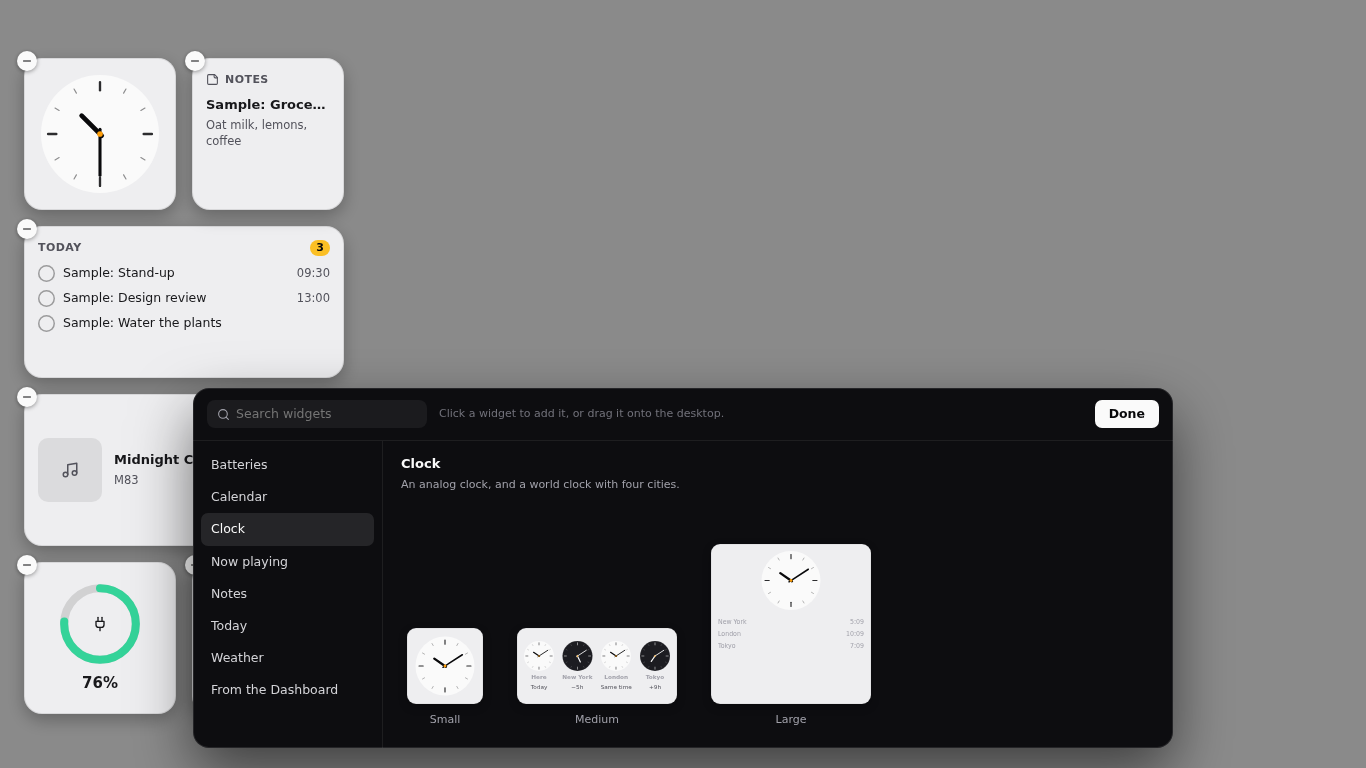 NOTES
Sample: Groce…
Oat milk, lemons,
coffee
TODAY
3
Sample: Stand-up
09:30
Sample: Design review
13:00
Sample: Water the plants
Midnight C
M83
76%
Search widgets
Click a widget to add it, or drag it onto the desktop.
Done
Batteries
Calendar
Clock
Now playing
Notes
Today
Weather
From the Dashboard
Clock
An analog clock, and a world clock with four cities.
Small
Here
New York
London
Tokyo
Today
−5h
Same time
+9h
Medium
New York
5:09
London
10:09
Tokyo
7:09
Large